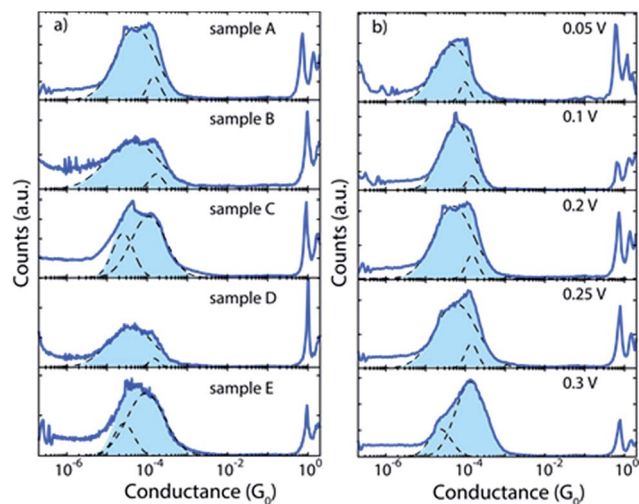 a)
sample A
sample B
sample C
sample D
sample E
Counts (a.u.)
10⁻⁶ 10⁻⁴ 10⁻² 10⁰
Conductance (G₀)
b)
0.05 V
0.1 V
0.2 V
0.25 V
0.3 V
Counts (a.u.)
10⁻⁶ 10⁻⁴ 10⁻² 10⁰
Conductance (G₀)